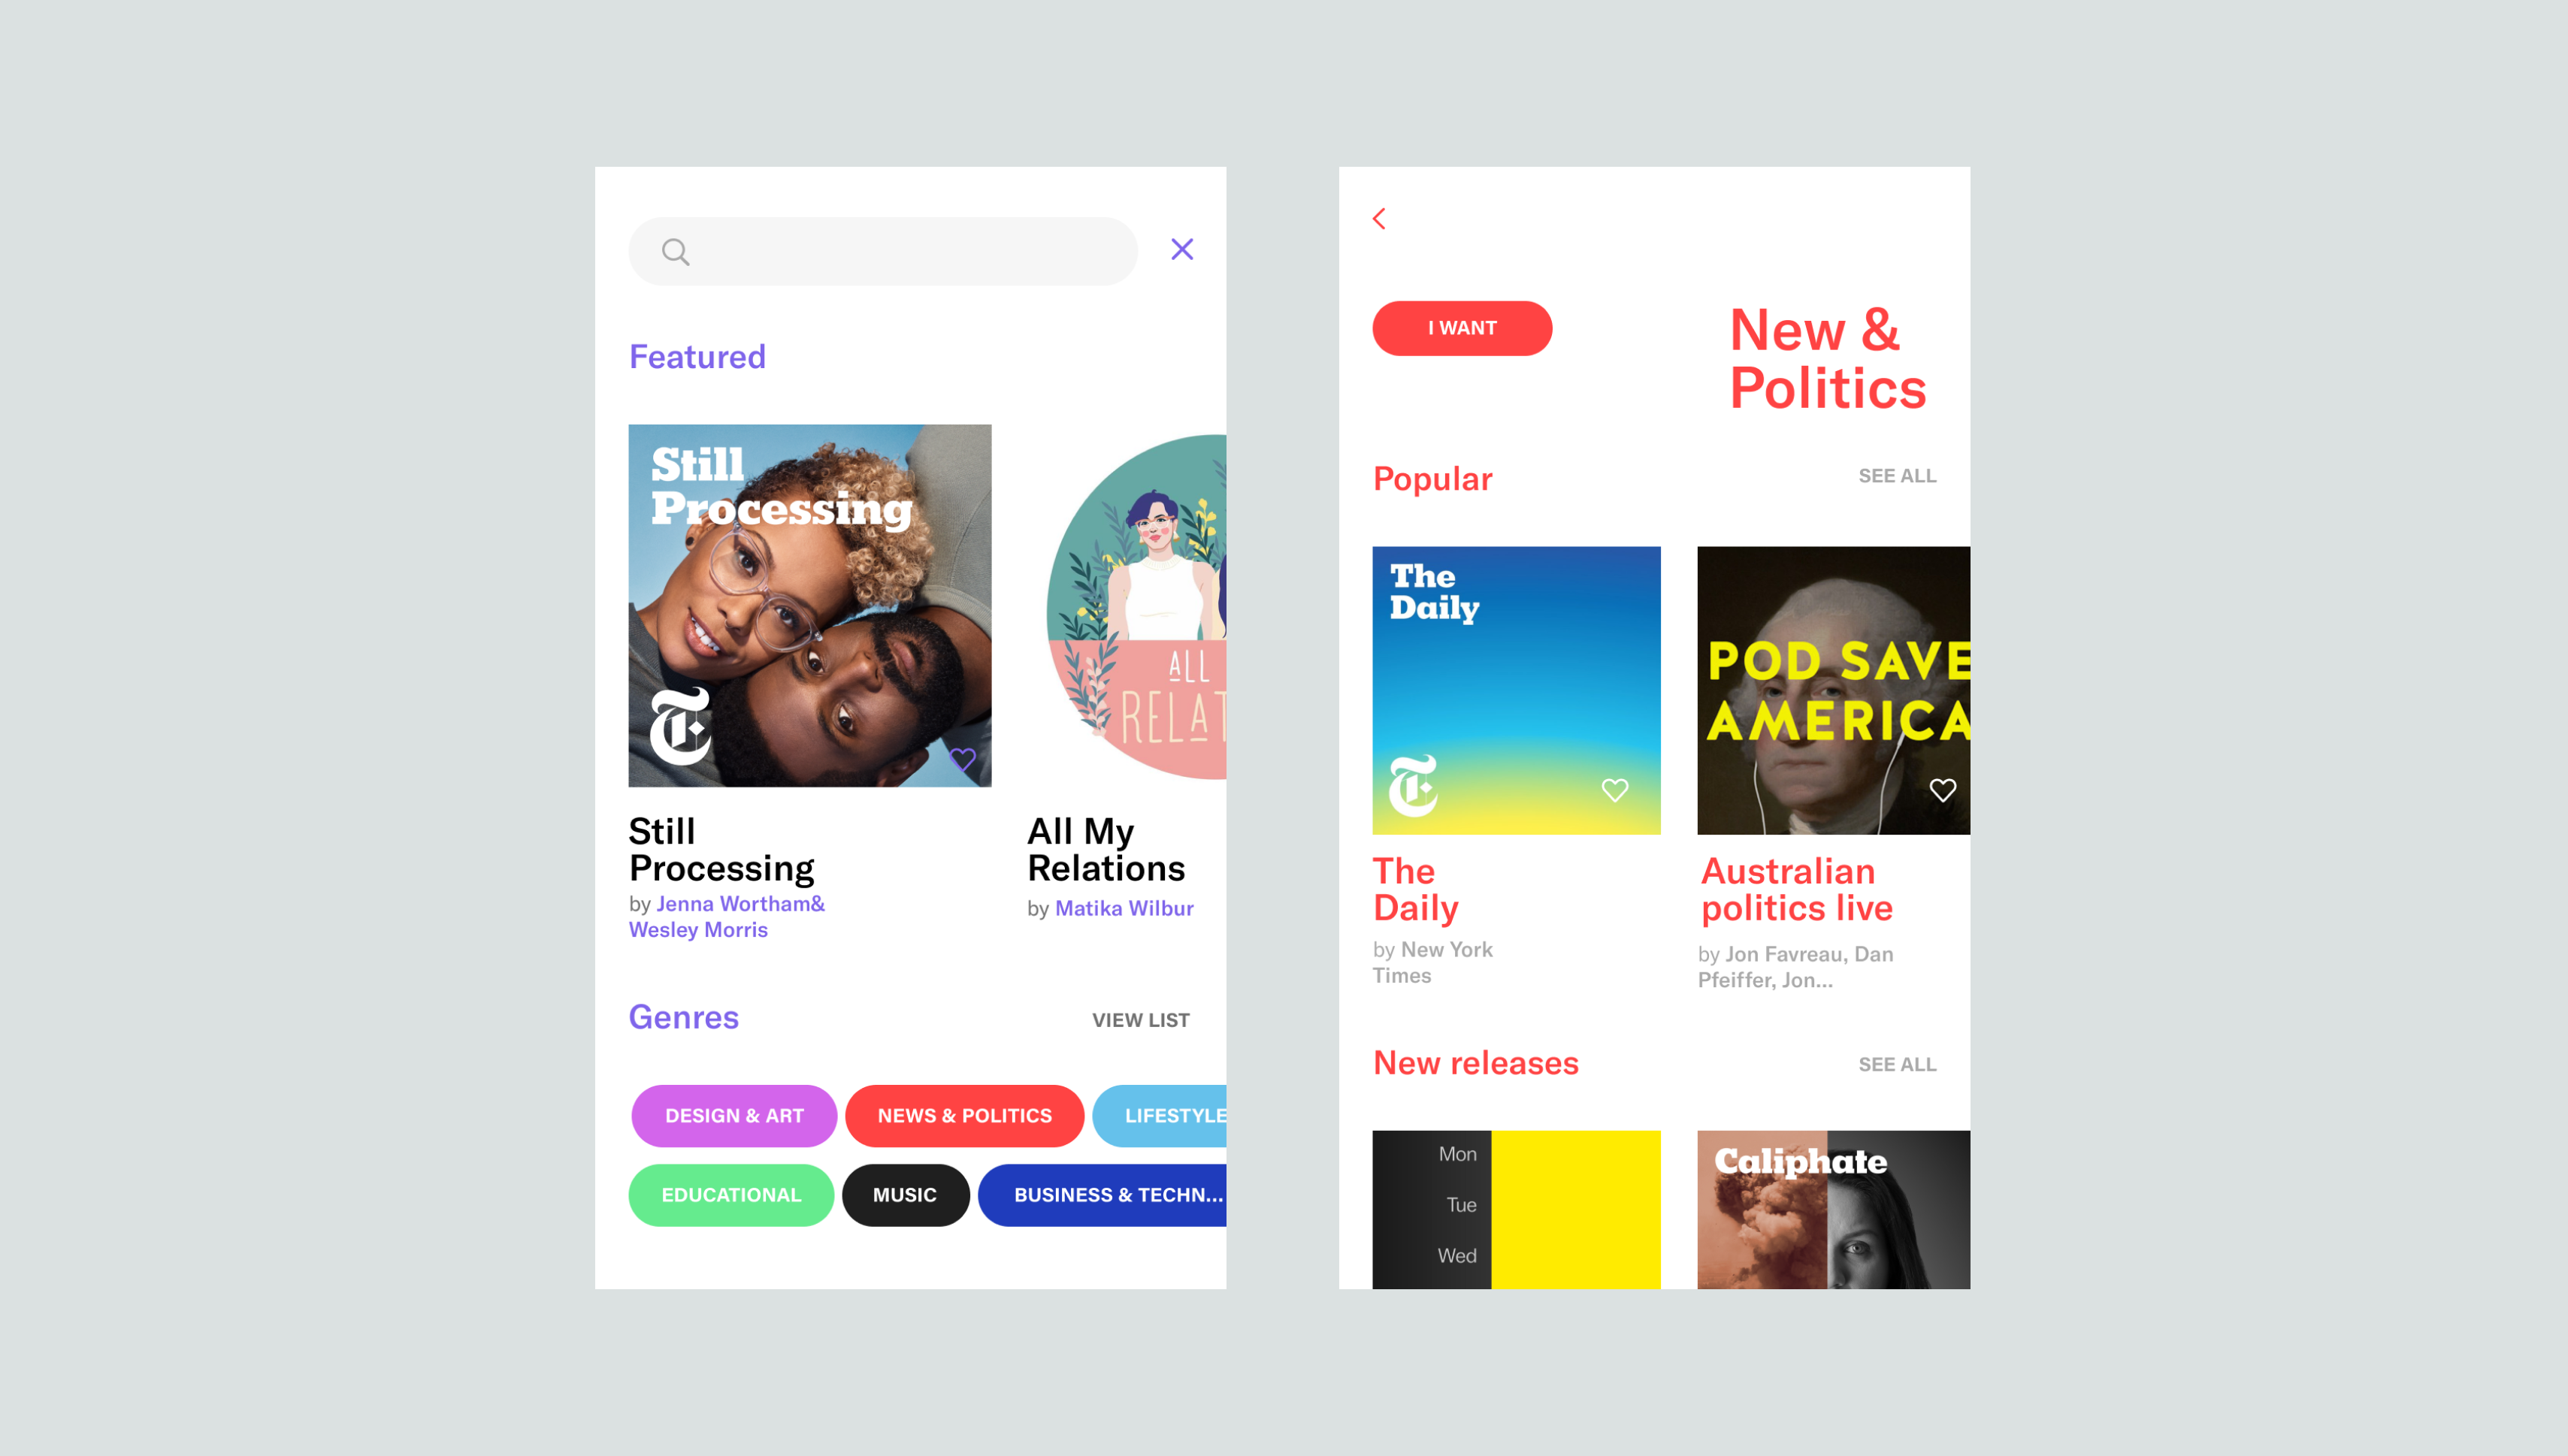 Featured
Still
Processing
ALL
RELAT
Still
Processing
by Jenna Wortham&
Wesley Morris
All My
Relations
by Matika Wilbur
Genres
VIEW LIST
DESIGN & ART
NEWS & POLITICS
LIFESTYLE
EDUCATIONAL
MUSIC
BUSINESS & TECHN...
I WANT
New &
Politics
Popular
SEE ALL
The
Daily
POD SAVE
AMERICA
The
Daily
by New York
Times
Australian
politics live
by Jon Favreau, Dan
Pfeiffer, Jon...
New releases
SEE ALL
Mon
Tue
Wed
Caliphate